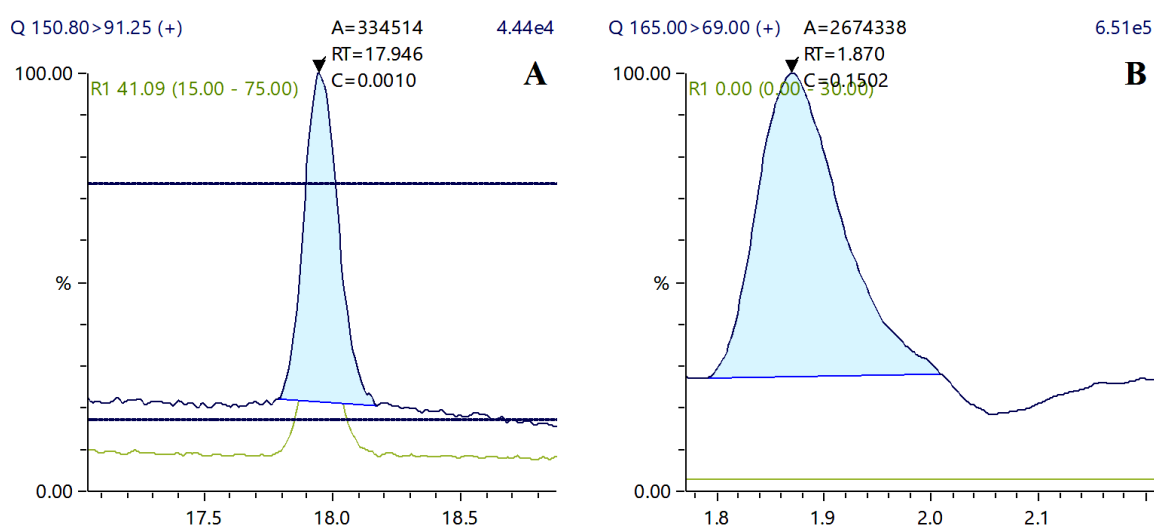 Q 150.80>91.25 (+)
A=334514
4.44e4
RT=17.946
C=0.0010
A
100.00
R1 41.09 (15.00 - 75.00)
%
0.00
17.5
18.0
18.5
Q 165.00>69.00 (+)
A=2674338
6.51e5
RT=1.870
C=0.1502
B
100.00
R1 0.00 (0.00 - 30.00)
%
0.00
1.8
1.9
2.0
2.1